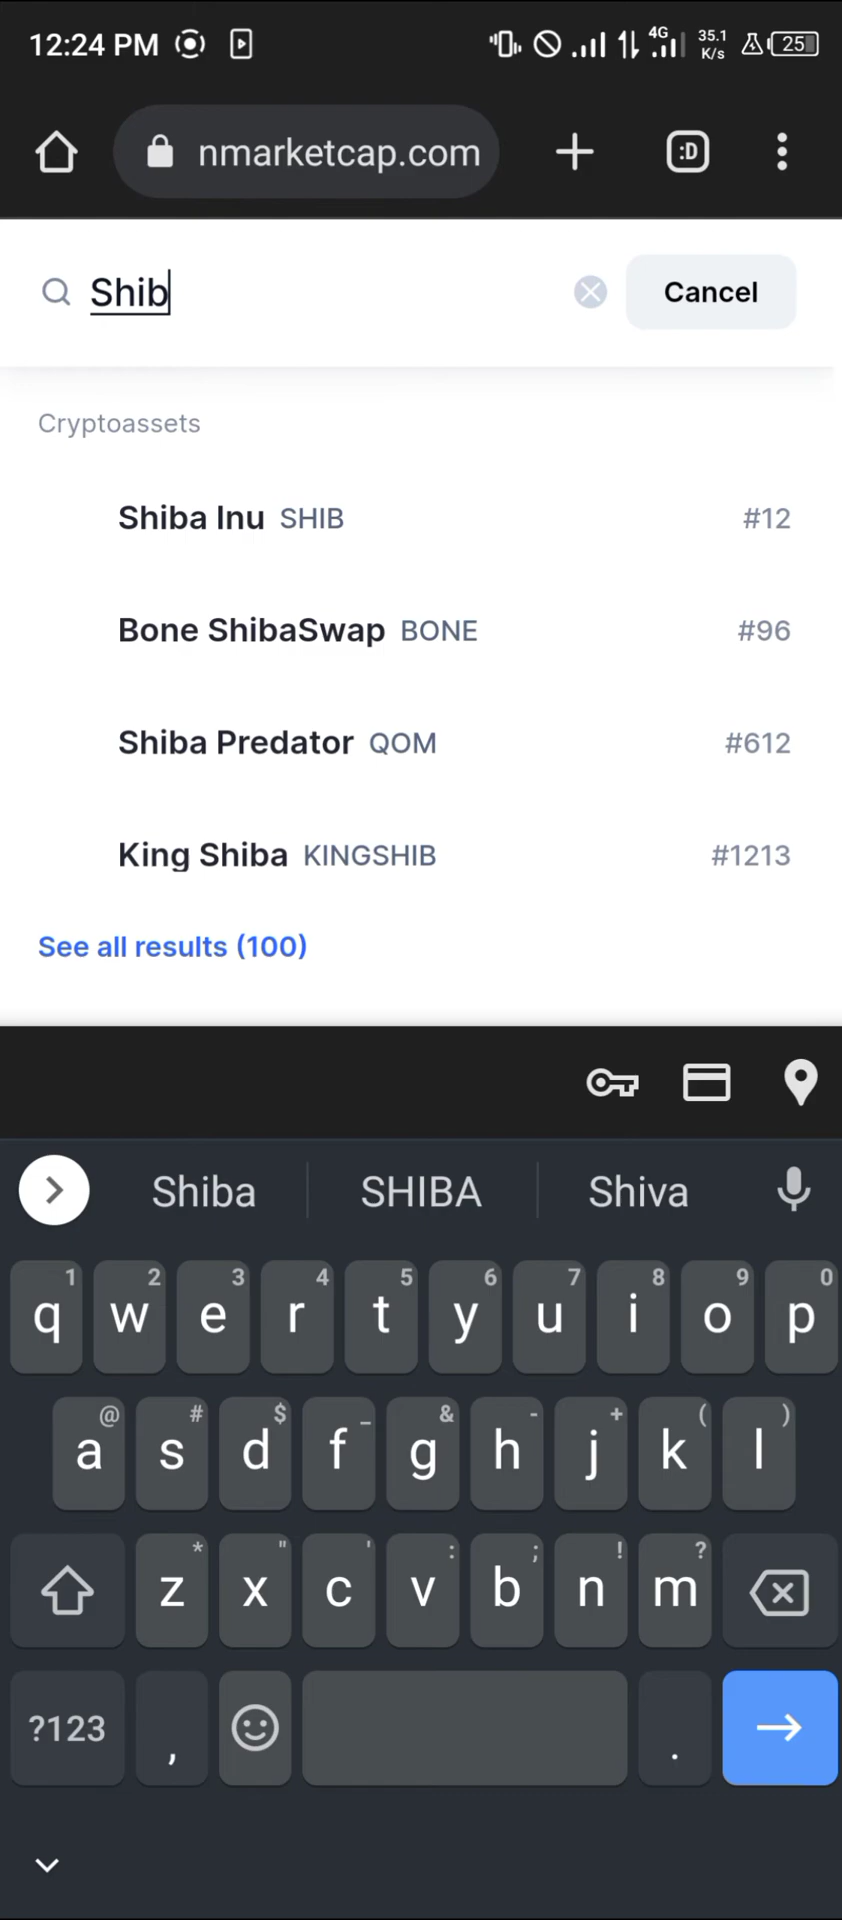 12:24 PM 4G 35.1 K/s 25
nmarketcap.com :D
Shib Cancel
Cryptoassets
Shiba Inu SHIB #12
Bone ShibaSwap BONE #96
Shiba Predator QOM #612
King Shiba KINGSHIB #1213
See all results (100)
Shiba SHIBA Shiva
1 2 3 4 5 6 7 8 9 0
q w e r t y u i o p
@ # $ _ & - + ( )
a s d f g h j k l
* " ' : ; ! ?
z x c v b n m
?123 , .